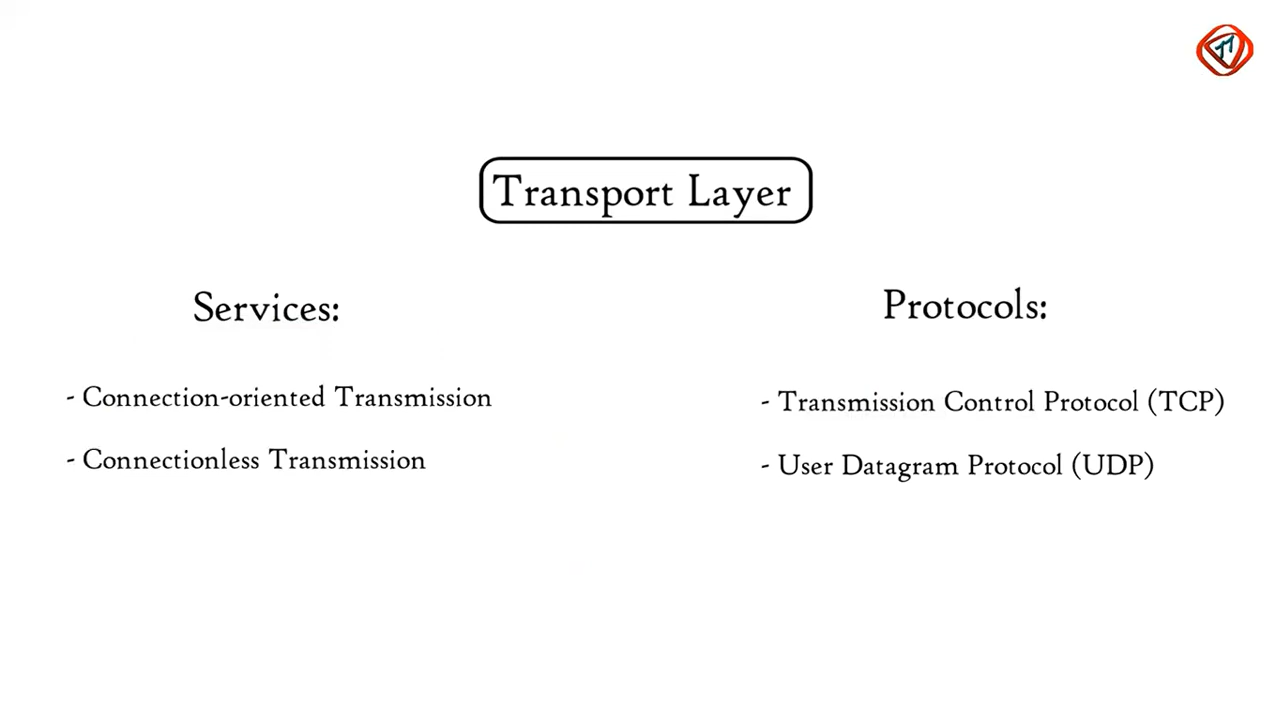 Transport Layer
Services:
- Connection-oriented Transmission
- Connectionless Transmission
Protocols:
- Transmission Control Protocol (TCP)
- User Datagram Protocol (UDP)